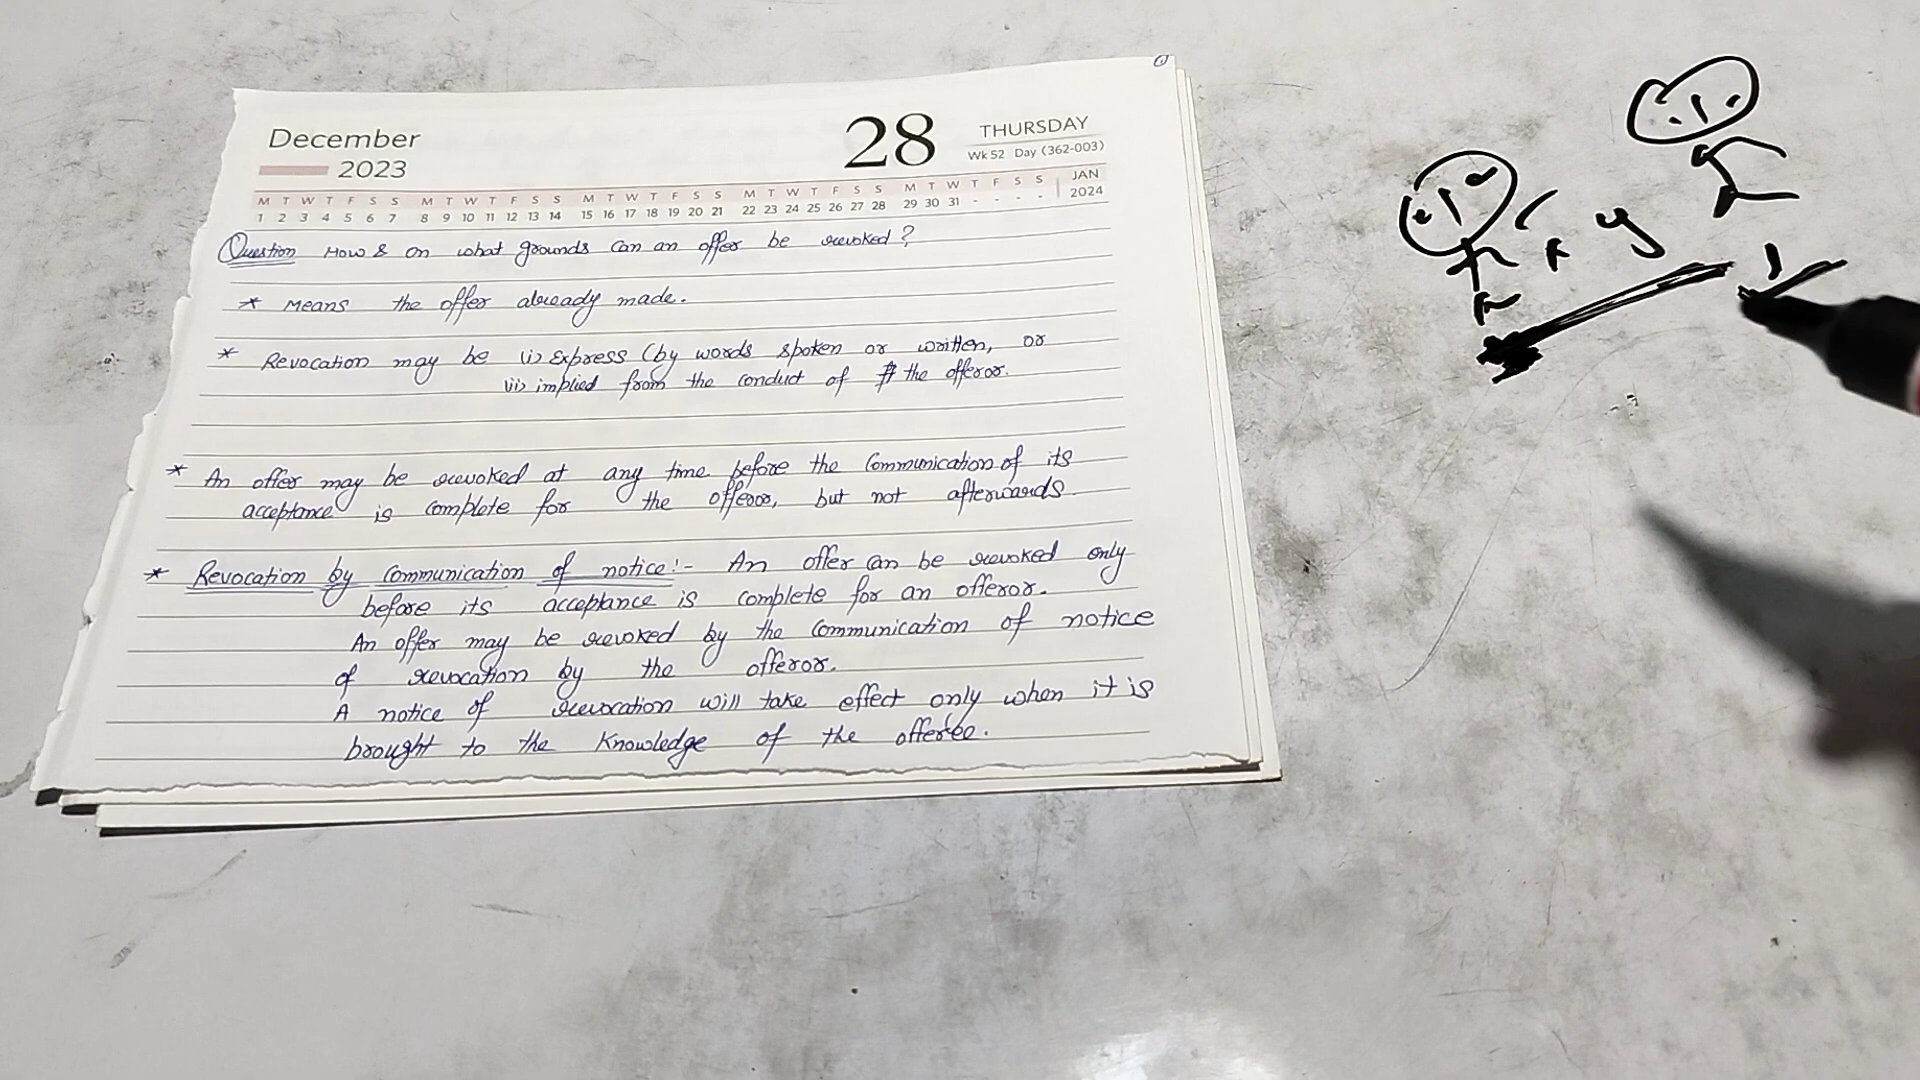 December
2023
28
THURSDAY
Wk 52 Day (362-003)
M T W T F S S M T W T F S S M T W T F S S M T W T F S S M T W T F S S JAN
1 2 3 4 5 6 7 8 9 10 11 12 13 14 15 16 17 18 19 20 21 22 23 24 25 26 27 28 29 30 31 - - - - 2024
Question How & on what grounds can an offer be revoked?
* Means the offer already made.
* Revocation may be (i) Express (by words spoken or written, or
(ii) implied from the conduct of the offeror.
* An offer may be revoked at any time before the communication of its
acceptance is complete for the offeror, but not afterwards.
* Revocation by communication of notice:- An offer can be revoked only
before its acceptance is complete for an offeror.
An offer may be revoked by the communication of notice
of revocation by the offeror.
A notice of revocation will take effect only when it is
brought to the knowledge of the offeree.